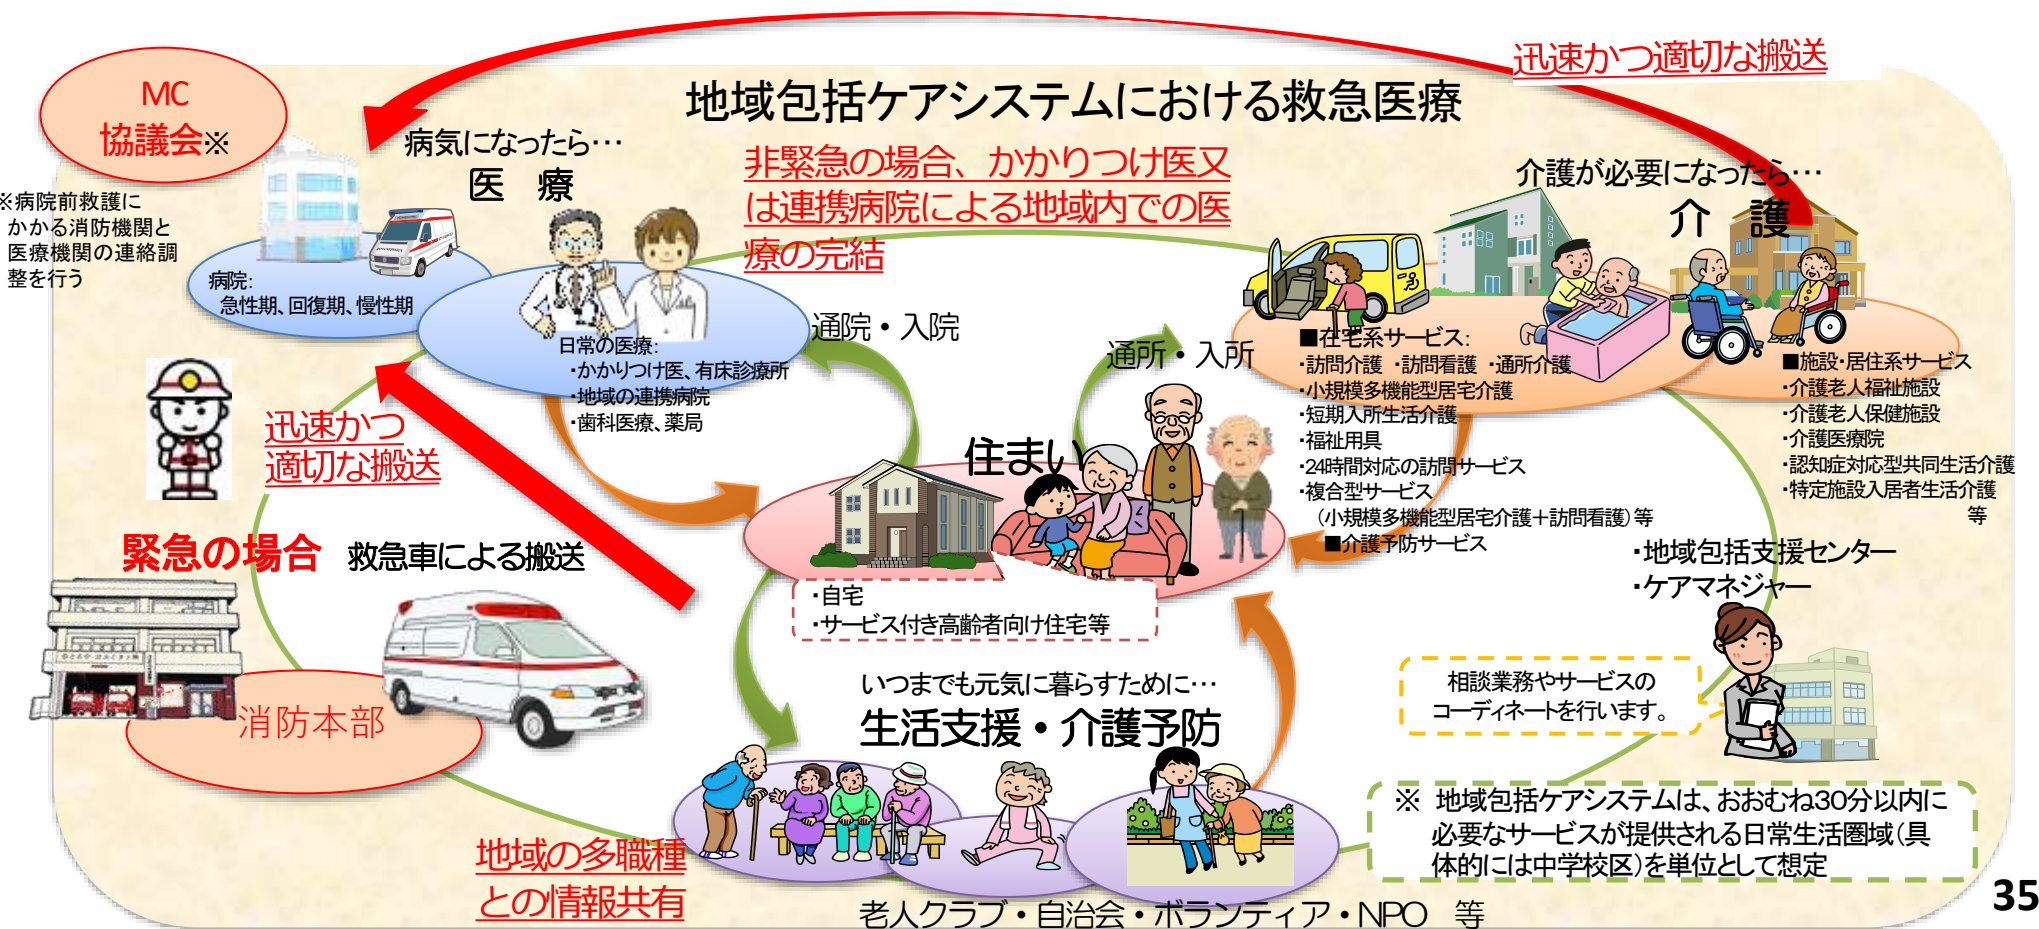 地域包括ケアシステムにおける救急医療
迅速かつ適切な搬送
MC
協議会※
※病院前救護に
かかる消防機関と
医療機関の連絡調
整を行う
病気になったら…
医 療
病院:
急性期、回復期、慢性期
日常の医療:
・かかりつけ医、有床診療所
・地域の連携病院
・歯科医療、薬局
非緊急の場合、かかりつけ医又
は連携病院による地域内での医
療の完結
通院・入院
通所・入所
介護が必要になったら…
介 護
■在宅系サービス:
・訪問介護 ・訪問看護 ・通所介護
・小規模多機能型居宅介護
・短期入所生活介護
・福祉用具
・24時間対応の訪問サービス
・複合型サービス
(小規模多機能型居宅介護+訪問看護)等
■介護予防サービス
■施設・居住系サービス
・介護老人福祉施設
・介護老人保健施設
・介護医療院
・認知症対応型共同生活介護
・特定施設入居者生活介護
等
迅速かつ
適切な搬送
緊急の場合 救急車による搬送
消防本部
住まい
・自宅
・サービス付き高齢者向け住宅等
・地域包括支援センター
・ケアマネジャー
相談業務やサービスの
コーディネートを行います。
いつまでも元気に暮らすために…
生活支援・介護予防
地域の多職種
との情報共有
老人クラブ・自治会・ボランティア・NPO 等
※ 地域包括ケアシステムは、おおむね30分以内に
必要なサービスが提供される日常生活圏域(具
体的には中学校区)を単位として想定
35